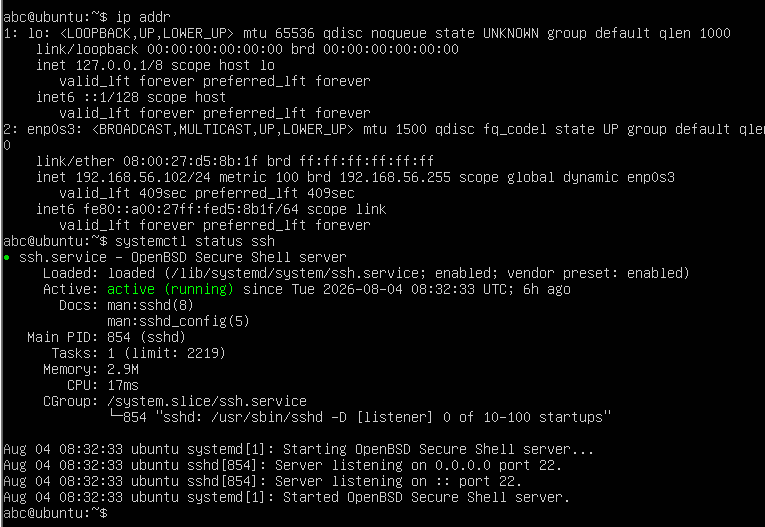 abc@ubuntu:~$ ip addr
1: lo: <LOOPBACK,UP,LOWER_UP> mtu 65536 qdisc noqueue state UNKNOWN group default qlen 1000
    link/loopback 00:00:00:00:00:00 brd 00:00:00:00:00:00
    inet 127.0.0.1/8 scope host lo
       valid_lft forever preferred_lft forever
    inet6 ::1/128 scope host
       valid_lft forever preferred_lft forever
2: enp0s3: <BROADCAST,MULTICAST,UP,LOWER_UP> mtu 1500 qdisc fq_codel state UP group default qlen
0
    link/ether 08:00:27:d5:8b:1f brd ff:ff:ff:ff:ff:ff
    inet 192.168.56.102/24 metric 100 brd 192.168.56.255 scope global dynamic enp0s3
       valid_lft 409sec preferred_lft 409sec
    inet6 fe80::a00:27ff:fed5:8b1f/64 scope link
       valid_lft forever preferred_lft forever
abc@ubuntu:~$ systemctl status ssh
● ssh.service - OpenBSD Secure Shell server
     Loaded: loaded (/lib/systemd/system/ssh.service; enabled; vendor preset: enabled)
     Active: active (running) since Tue 2026-08-04 08:32:33 UTC; 6h ago
       Docs: man:sshd(8)
             man:sshd_config(5)
   Main PID: 854 (sshd)
      Tasks: 1 (limit: 2219)
     Memory: 2.9M
        CPU: 17ms
     CGroup: /system.slice/ssh.service
             └─854 "sshd: /usr/sbin/sshd -D [listener] 0 of 10-100 startups"

Aug 04 08:32:33 ubuntu systemd[1]: Starting OpenBSD Secure Shell server...
Aug 04 08:32:33 ubuntu sshd[854]: Server listening on 0.0.0.0 port 22.
Aug 04 08:32:33 ubuntu sshd[854]: Server listening on :: port 22.
Aug 04 08:32:33 ubuntu systemd[1]: Started OpenBSD Secure Shell server.
abc@ubuntu:~$